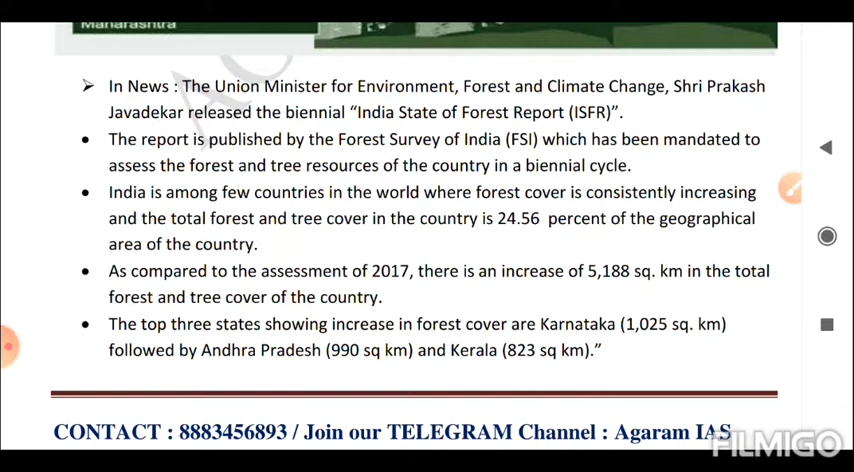 Maharashtra
➢ In News : The Union Minister for Environment, Forest and Climate Change, Shri Prakash
Javadekar released the biennial “India State of Forest Report (ISFR)”.
• The report is published by the Forest Survey of India (FSI) which has been mandated to
assess the forest and tree resources of the country in a biennial cycle.
• India is among few countries in the world where forest cover is consistently increasing
and the total forest and tree cover in the country is 24.56 percent of the geographical
area of the country.
• As compared to the assessment of 2017, there is an increase of 5,188 sq. km in the total
forest and tree cover of the country.
• The top three states showing increase in forest cover are Karnataka (1,025 sq. km)
followed by Andhra Pradesh (990 sq km) and Kerala (823 sq km).”
CONTACT : 8883456893 / Join our TELEGRAM Channel : Agaram IAS
FILMIGO